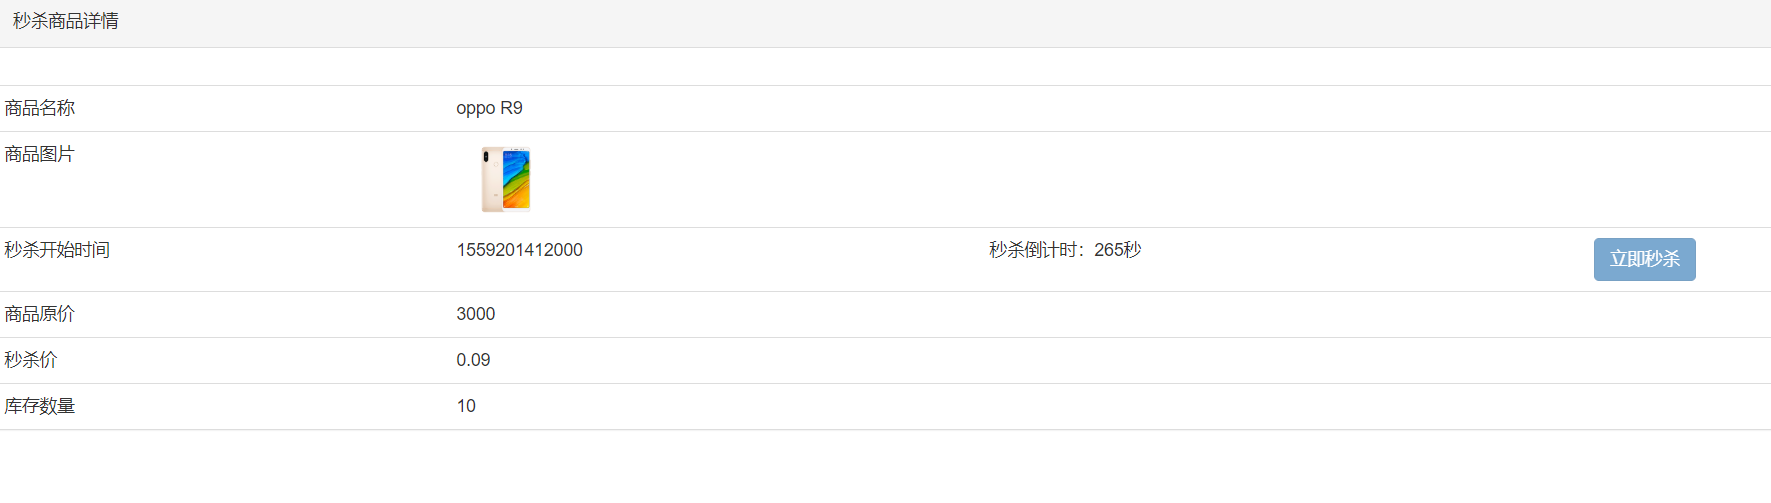 秒杀商品详情
商品名称 oppo R9
商品图片
秒杀开始时间 1559201412000 秒杀倒计时：265秒 立即秒杀
商品原价 3000
秒杀价 0.09
库存数量 10